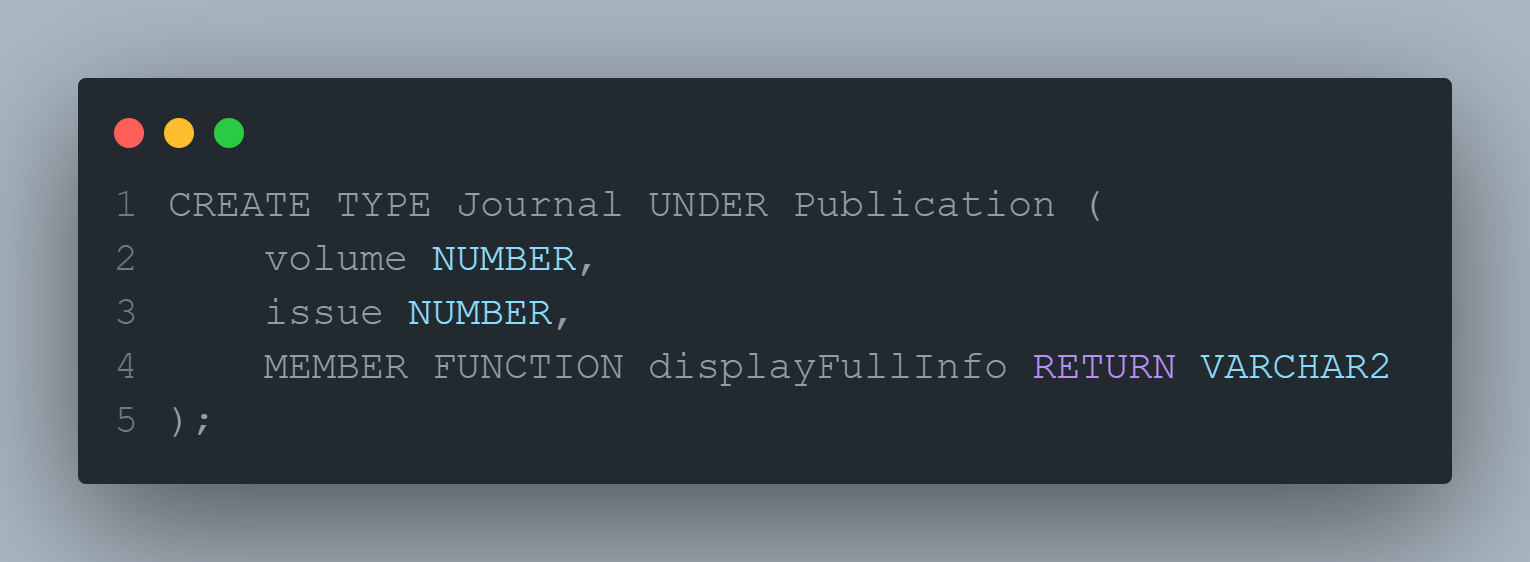 1 CREATE TYPE Journal UNDER Publication (
2     volume NUMBER,
3     issue NUMBER,
4     MEMBER FUNCTION displayFullInfo RETURN VARCHAR2
5 );